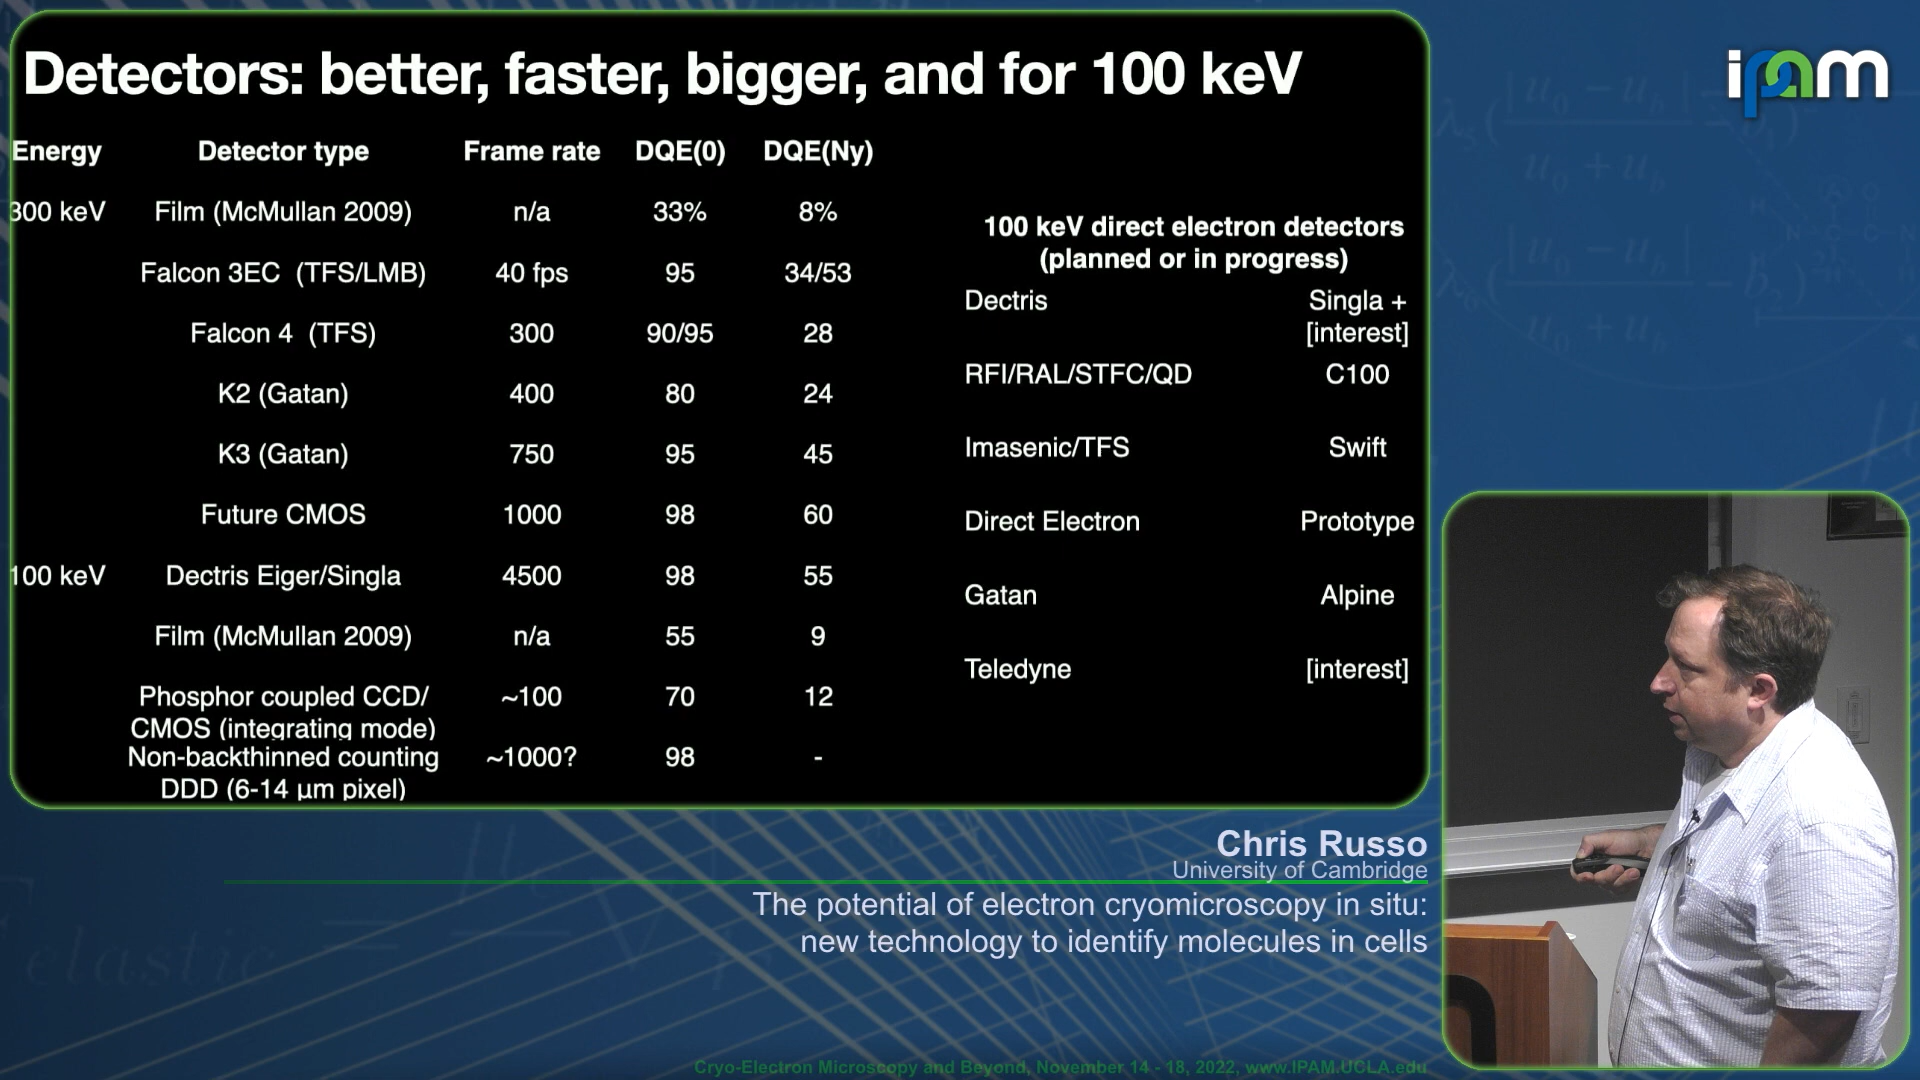 Detectors: better, faster, bigger, and for 100 keV
ipam
Energy Detector type Frame rate DQE(0) DQE(Ny)
300 keV Film (McMullan 2009) n/a 33% 8%
Falcon 3EC (TFS/LMB) 40 fps 95 34/53
Falcon 4 (TFS) 300 90/95 28
K2 (Gatan) 400 80 24
K3 (Gatan) 750 95 45
Future CMOS 1000 98 60
100 keV Dectris Eiger/Singla 4500 98 55
Film (McMullan 2009) n/a 55 9
Phosphor coupled CCD/ ~100 70 12
CMOS (integrating mode)
Non-backthinned counting ~1000? 98 -
DDD (6-14 µm pixel)
100 keV direct electron detectors
(planned or in progress)
Dectris Singla +
[interest]
RFI/RAL/STFC/QD C100
Imasenic/TFS Swift
Direct Electron Prototype
Gatan Alpine
Teledyne [interest]
Chris Russo
University of Cambridge
The potential of electron cryomicroscopy in situ:
new technology to identify molecules in cells
Cryo-Electron Microscopy and Beyond, November 14 - 18, 2022, www.IPAM.UCLA.edu
elastic